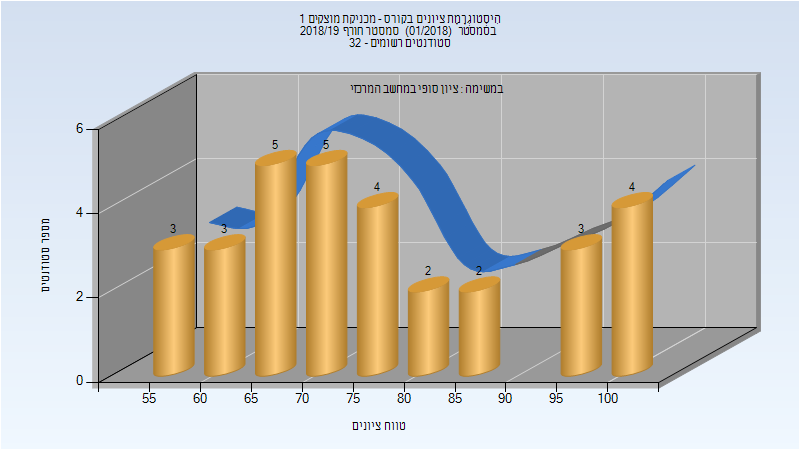 היסטוגרמת ציונים בקורס - מכניקת מוצקים 1
בסמסטר (01/2018) סמסטר חורף 2018/19
סטודנטים רשומים - 32
במשימה : ציון סופי במחשב המרכזי
מספר סטודנטים
6
4
2
0
3
3
5
5
4
2
2
3
4
55 60 65 70 75 80 85 90 95 100
טווח ציונים